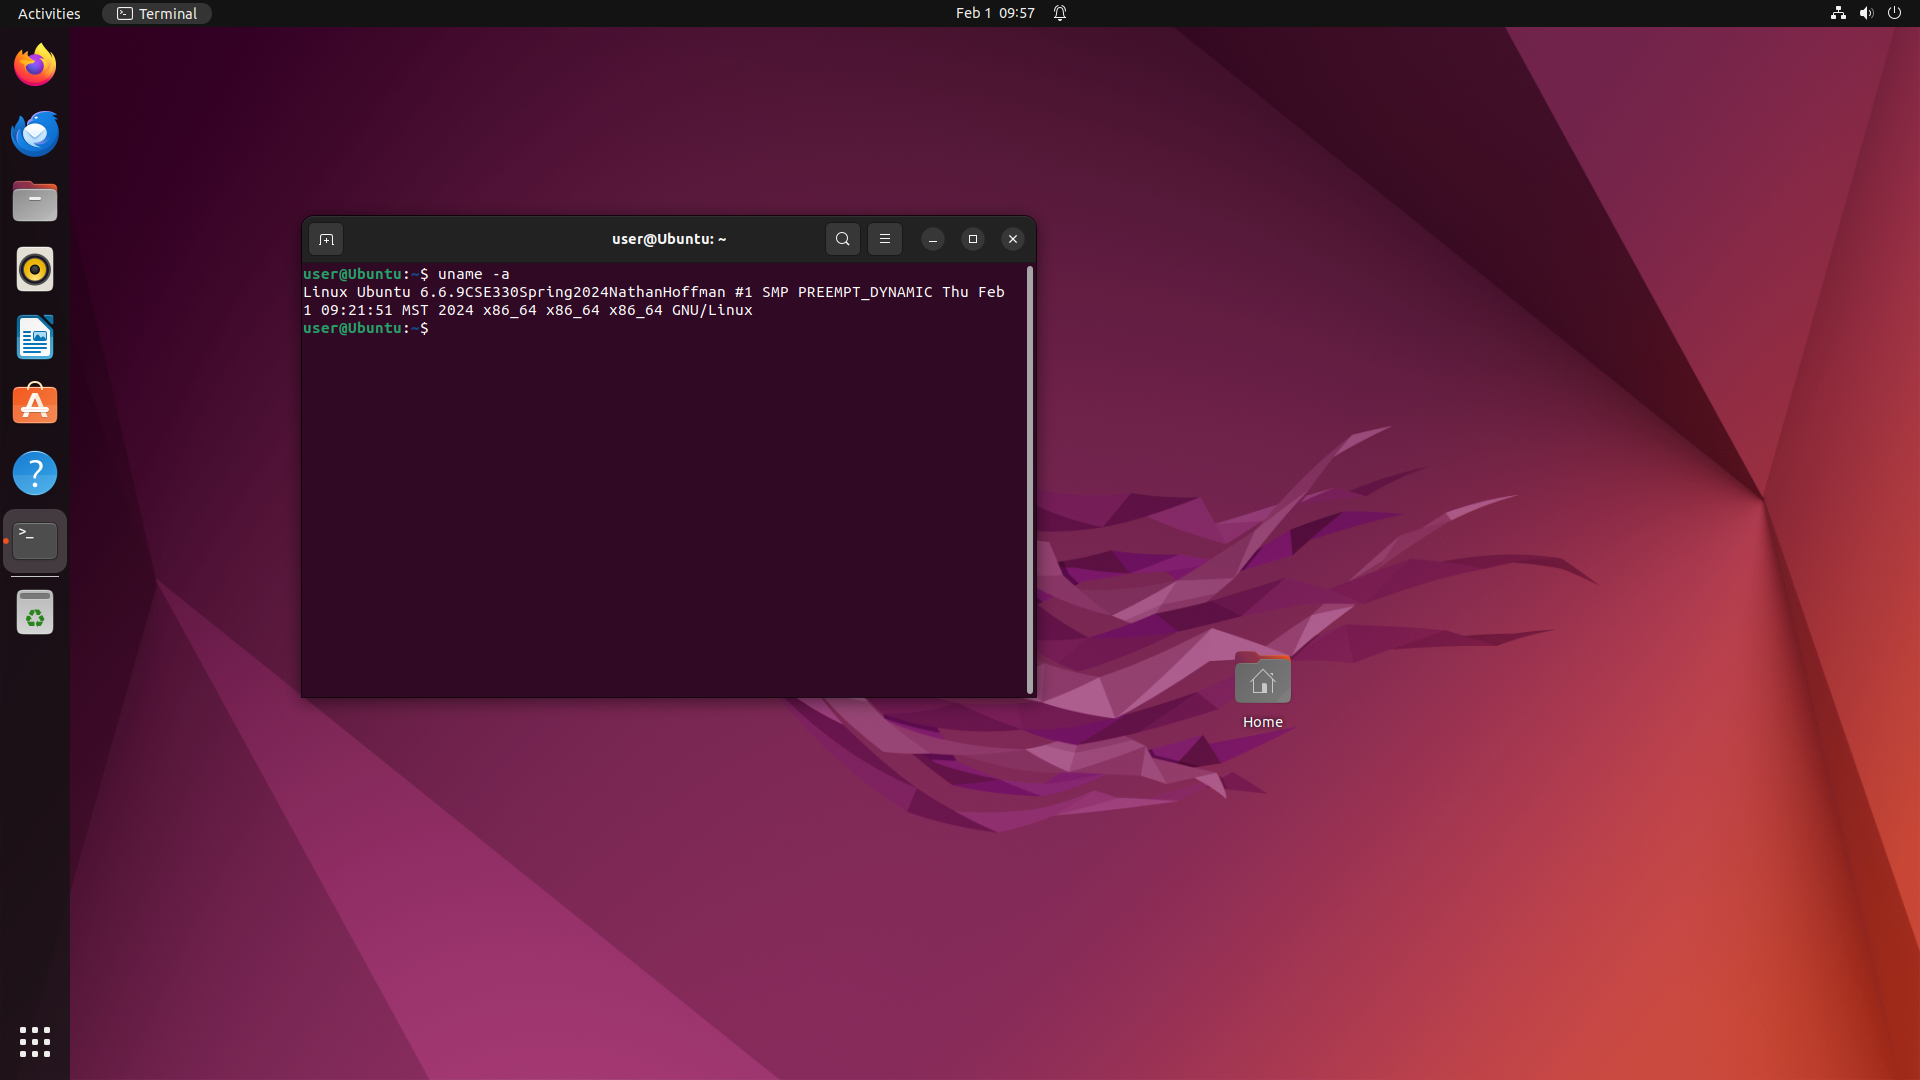 Activities
Terminal
Feb 1 09:57
user@Ubuntu: ~
user@Ubuntu:~$ uname -a
Linux Ubuntu 6.6.9CSE330Spring2024NathanHoffman #1 SMP PREEMPT_DYNAMIC Thu Feb
1 09:21:51 MST 2024 x86_64 x86_64 x86_64 GNU/Linux
user@Ubuntu:~$
Home